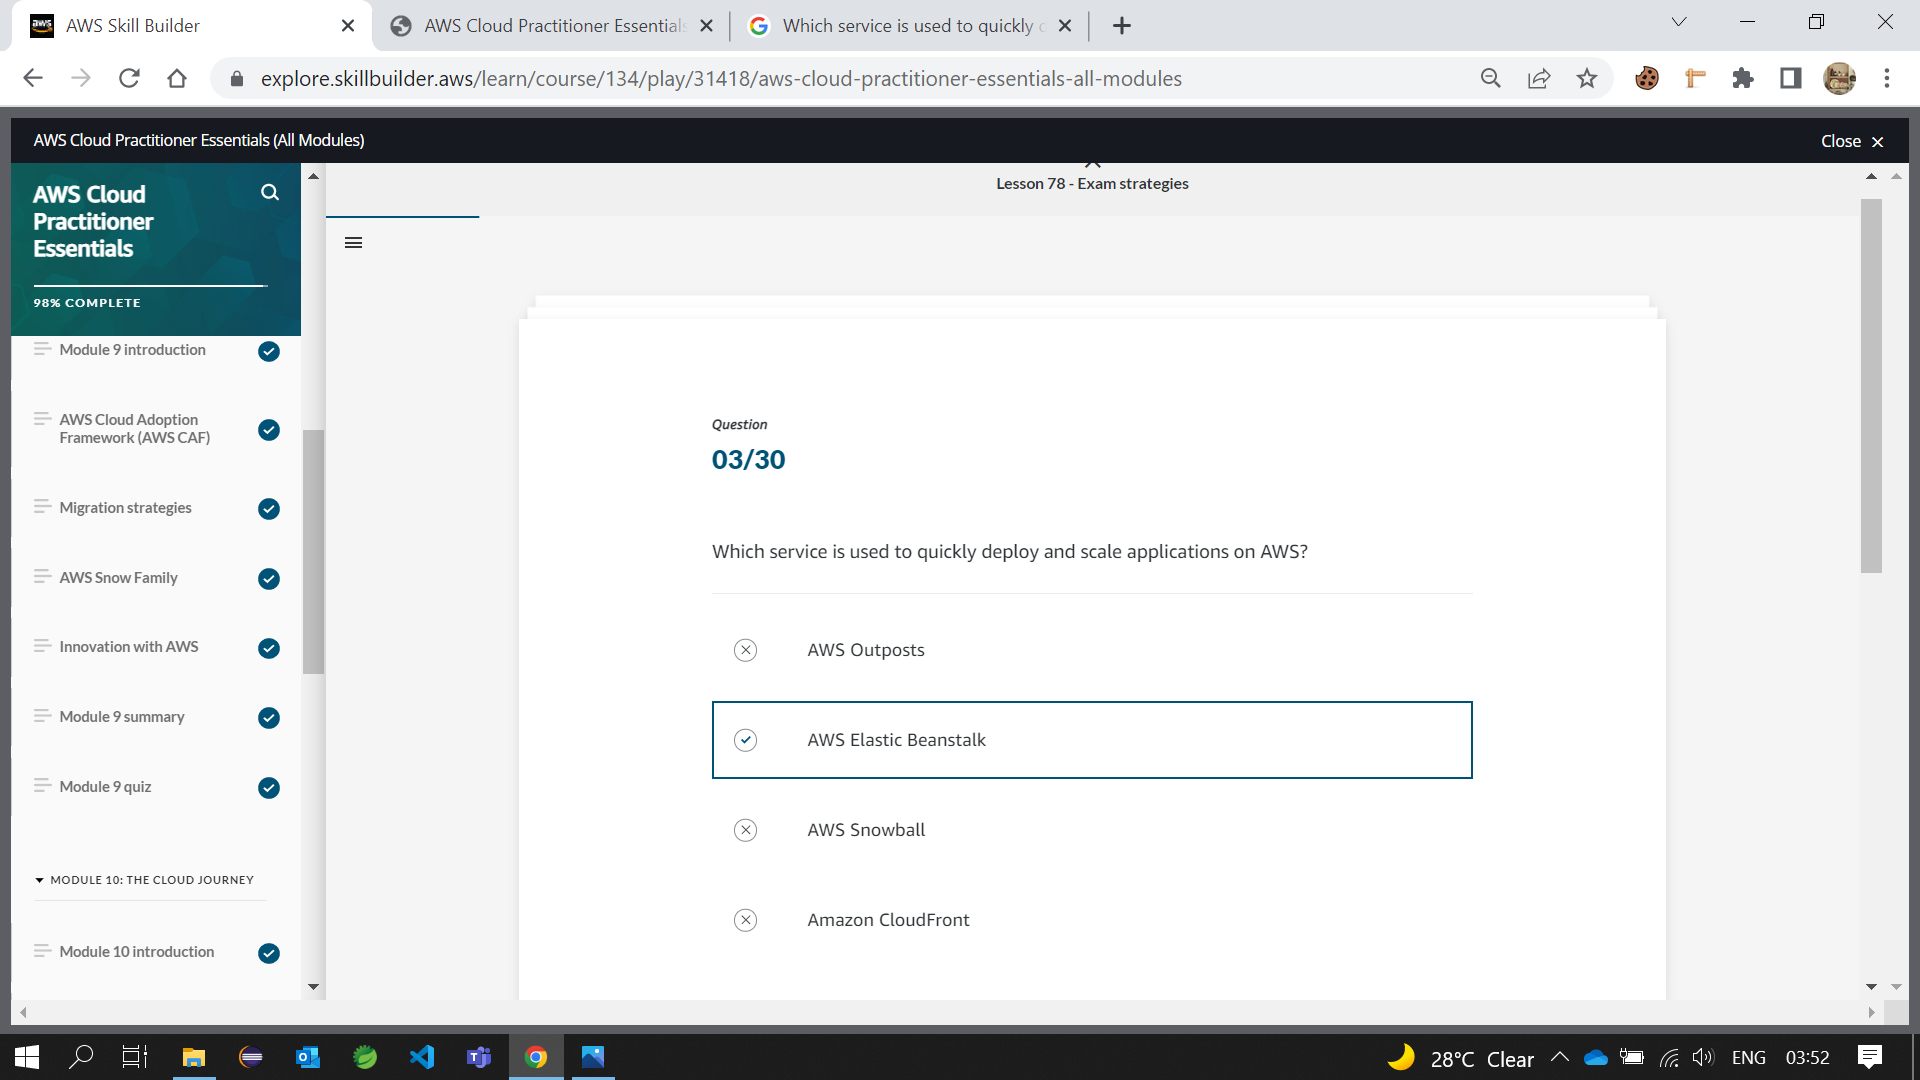 AWS Skill Builder
AWS Cloud Practitioner Essentials
Which service is used to quickly
explore.skillbuilder.aws/learn/course/134/play/31418/aws-cloud-practitioner-essentials-all-modules
AWS Cloud Practitioner Essentials (All Modules)
Close
AWS Cloud
Practitioner
Essentials
98% COMPLETE
Module 9 introduction
AWS Cloud Adoption
Framework (AWS CAF)
Migration strategies
AWS Snow Family
Innovation with AWS
Module 9 summary
Module 9 quiz
MODULE 10: THE CLOUD JOURNEY
Module 10 introduction
Lesson 78 - Exam strategies
Question
03/30
Which service is used to quickly deploy and scale applications on AWS?
AWS Outposts
AWS Elastic Beanstalk
AWS Snowball
Amazon CloudFront
28°C Clear
ENG
03:52